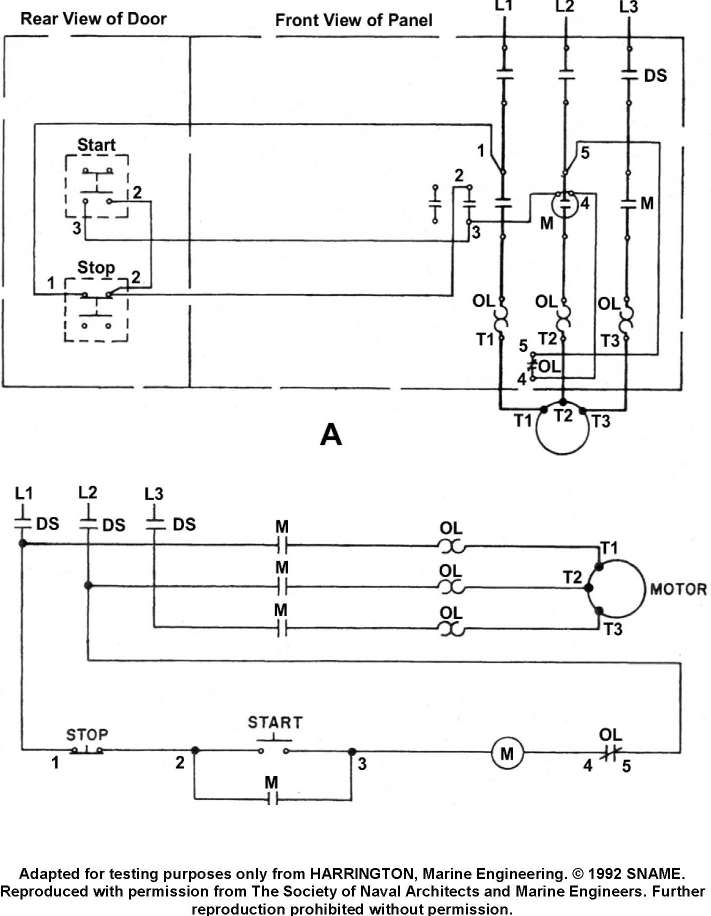 Rear View of Door
Front View of Panel
L1 L2 L3
DS
Start
1
5
2
2
4
M
M
3
3
Stop
1
2
OL OL OL
T1 T2 T3
5
OL
4
T1 T2 T3
A
L1 L2 L3
DS DS DS
M
OL
T1
M
OL
T2
MOTOR
M
OL
T3
STOP
START
OL
1 2 3
M
4 5
M
Adapted for testing purposes only from HARRINGTON, Marine Engineering. © 1992 SNAME.
Reproduced with permission from The Society of Naval Architects and Marine Engineers. Further
reproduction prohibited without permission.